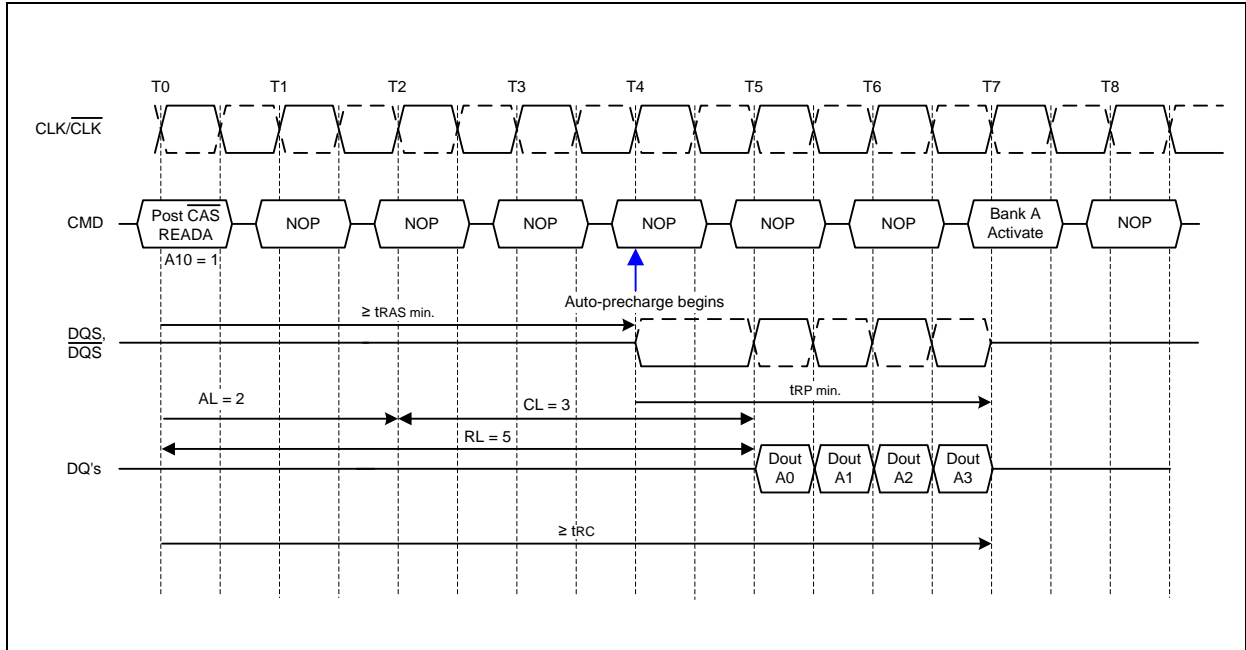 T0 T1 T2 T3 T4 T5 T6 T7 T8
CLK/CLK
CMD
Post CAS
READA
NOP NOP NOP NOP NOP NOP
Bank A
Activate
NOP
A10 = 1
Auto-precharge begins
≥ tRAS min.
DQS,
DQS
tRP min.
AL = 2
CL = 3
RL = 5
DQ's
Dout
A0
Dout
A1
Dout
A2
Dout
A3
≥ tRC